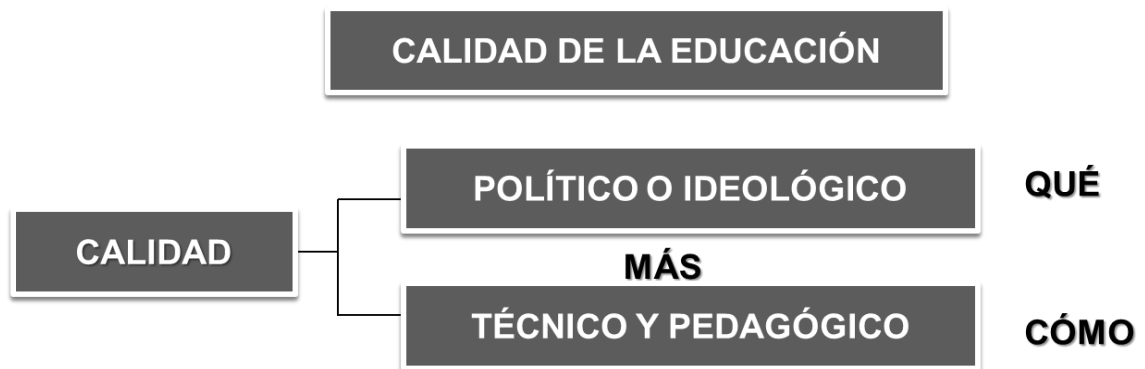 CALIDAD DE LA EDUCACIÓN
POLÍTICO O IDEOLÓGICO
QUÉ
CALIDAD
MÁS
TÉCNICO Y PEDAGÓGICO
CÓMO